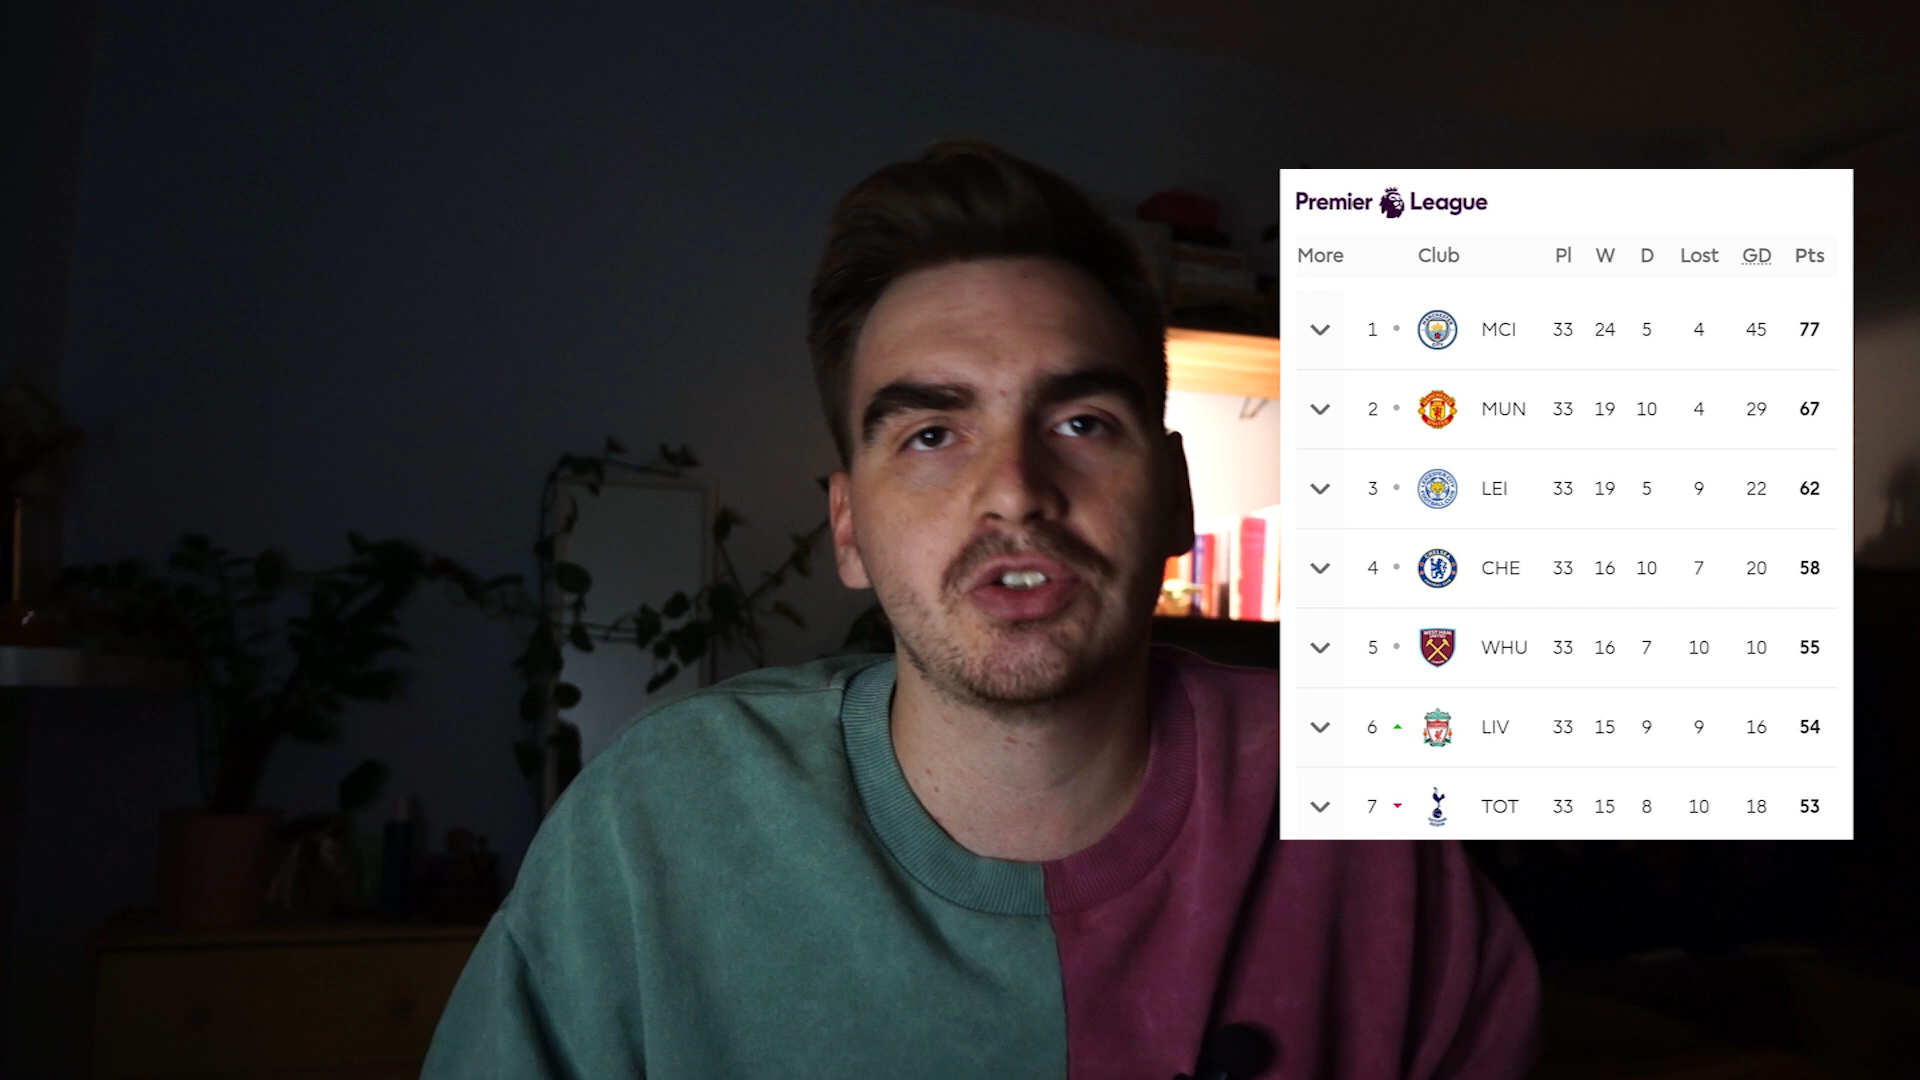 Premier League
More Club Pl W D Lost GD Pts
1 MCI 33 24 5 4 45 77
2 MUN 33 19 10 4 29 67
3 LEI 33 19 5 9 22 62
4 CHE 33 16 10 7 20 58
5 WHU 33 16 7 10 10 55
6 LIV 33 15 9 9 16 54
7 TOT 33 15 8 10 18 53